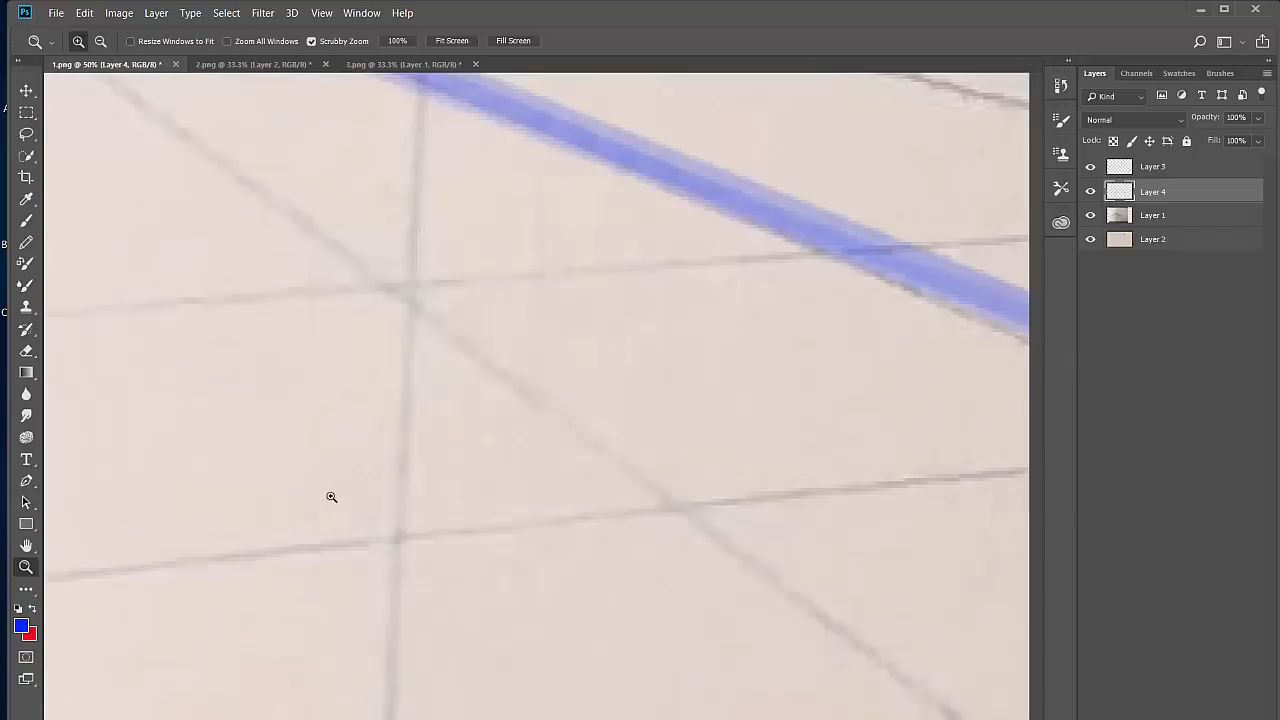 Ps File Edit Image Layer Type Select Filter 3D View Window Help
Resize Windows to Fit Zoom All Windows Scrubby Zoom 100% Fit Screen Fill Screen
1.png @ 50% (Layer 4, RGB/8) * × 2.png @ 33.3% (Layer 2, RGB/8) * × 3.png @ 33.3% (Layer 1, RGB/8) * ×
Layers Channels Swatches Brushes
Kind
Normal Opacity: 100%
Lock: Fill: 100%
Layer 3
Layer 4
Layer 1
Layer 2